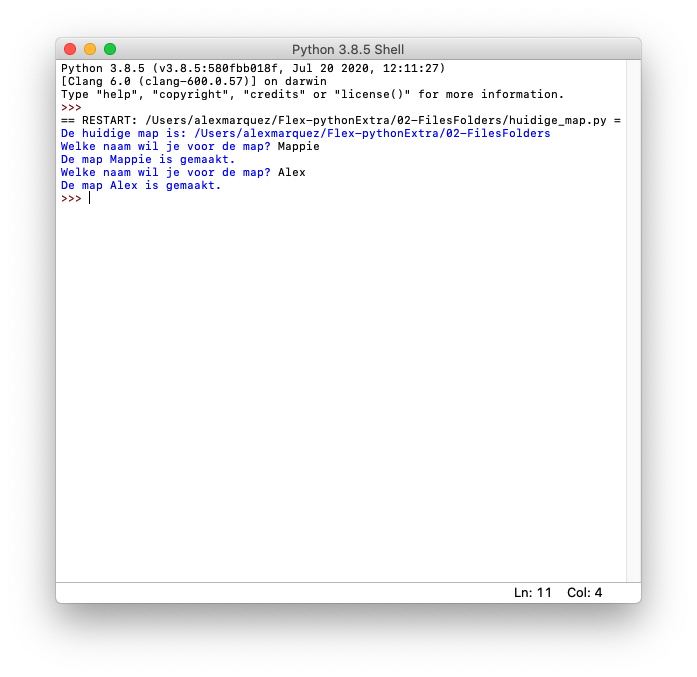 Python 3.8.5 Shell
Python 3.8.5 (v3.8.5:580fbb018f, Jul 20 2020, 12:11:27)
[Clang 6.0 (clang-600.0.57)] on darwin
Type "help", "copyright", "credits" or "license()" for more information.
>>>
== RESTART: /Users/alexmarquez/Flex-pythonExtra/02-FilesFolders/huidige_map.py =
De huidige map is: /Users/alexmarquez/Flex-pythonExtra/02-FilesFolders
Welke naam wil je voor de map? Mappie
De map Mappie is gemaakt.
Welke naam wil je voor de map? Alex
De map Alex is gemaakt.
>>>
Ln: 11 Col: 4